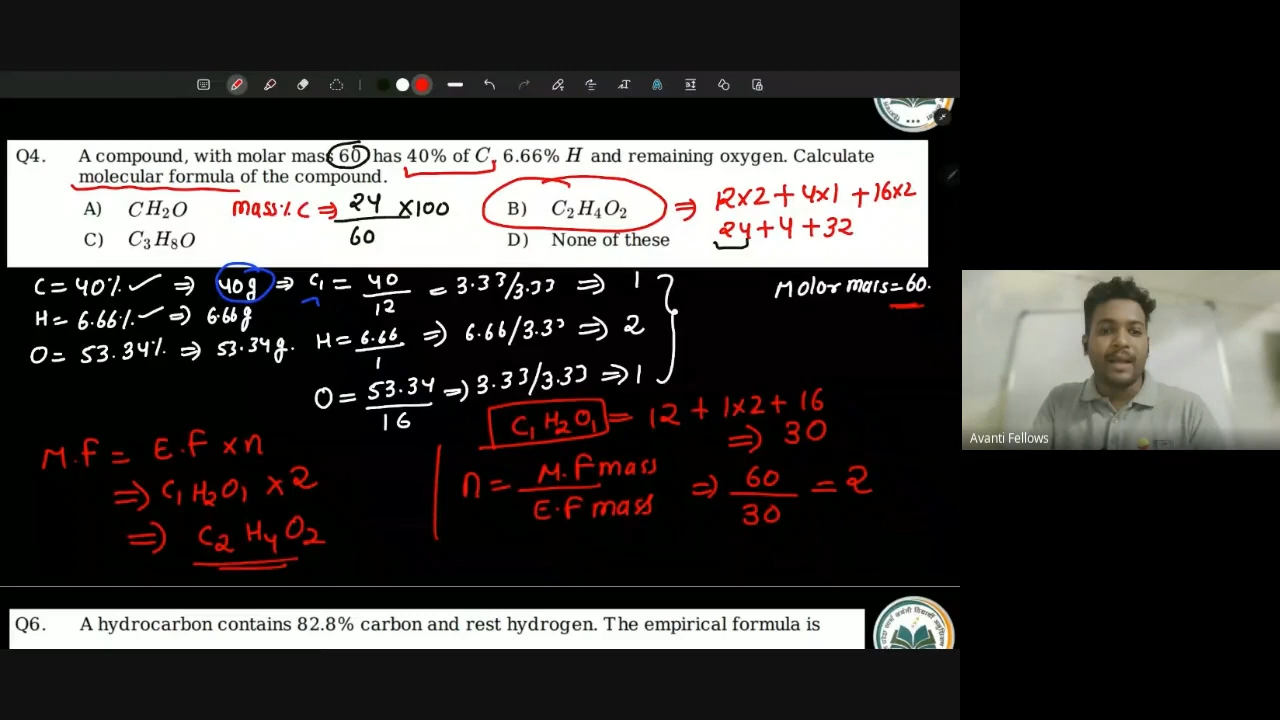 Q4. A compound, with molar mass 60 has 40% of C, 6.66% H and remaining oxygen. Calculate
molecular formula of the compound.
A) CH₂O
mass % C ⇒ 24/60 × 100
B) C₂H₄O₂
⇒ 12×2 + 4×1 + 16×2
24 + 4 + 32
C) C₃H₈O
D) None of these
Molar mass = 60.
C = 40% ✓ ⇒ 40g ⇒ C₁ = 40/12 = 3.33/3.33 ⇒ 1
H = 6.66% ✓ ⇒ 6.66g
H = 6.66/1 ⇒ 6.66/3.33 ⇒ 2
O = 53.34% ⇒ 53.34g.
O = 53.34/16 ⇒ 3.33/3.33 ⇒ 1
C₁H₂O₁ = 12 + 1×2 + 16
⇒ 30
M.f = E.F × n
⇒ C₁H₂O₁ × 2
⇒ C₂H₄O₂
n = M.F mass/E.F mass ⇒ 60/30 = 2
Avanti Fellows
Q6. A hydrocarbon contains 82.8% carbon and rest hydrogen. The empirical formula is